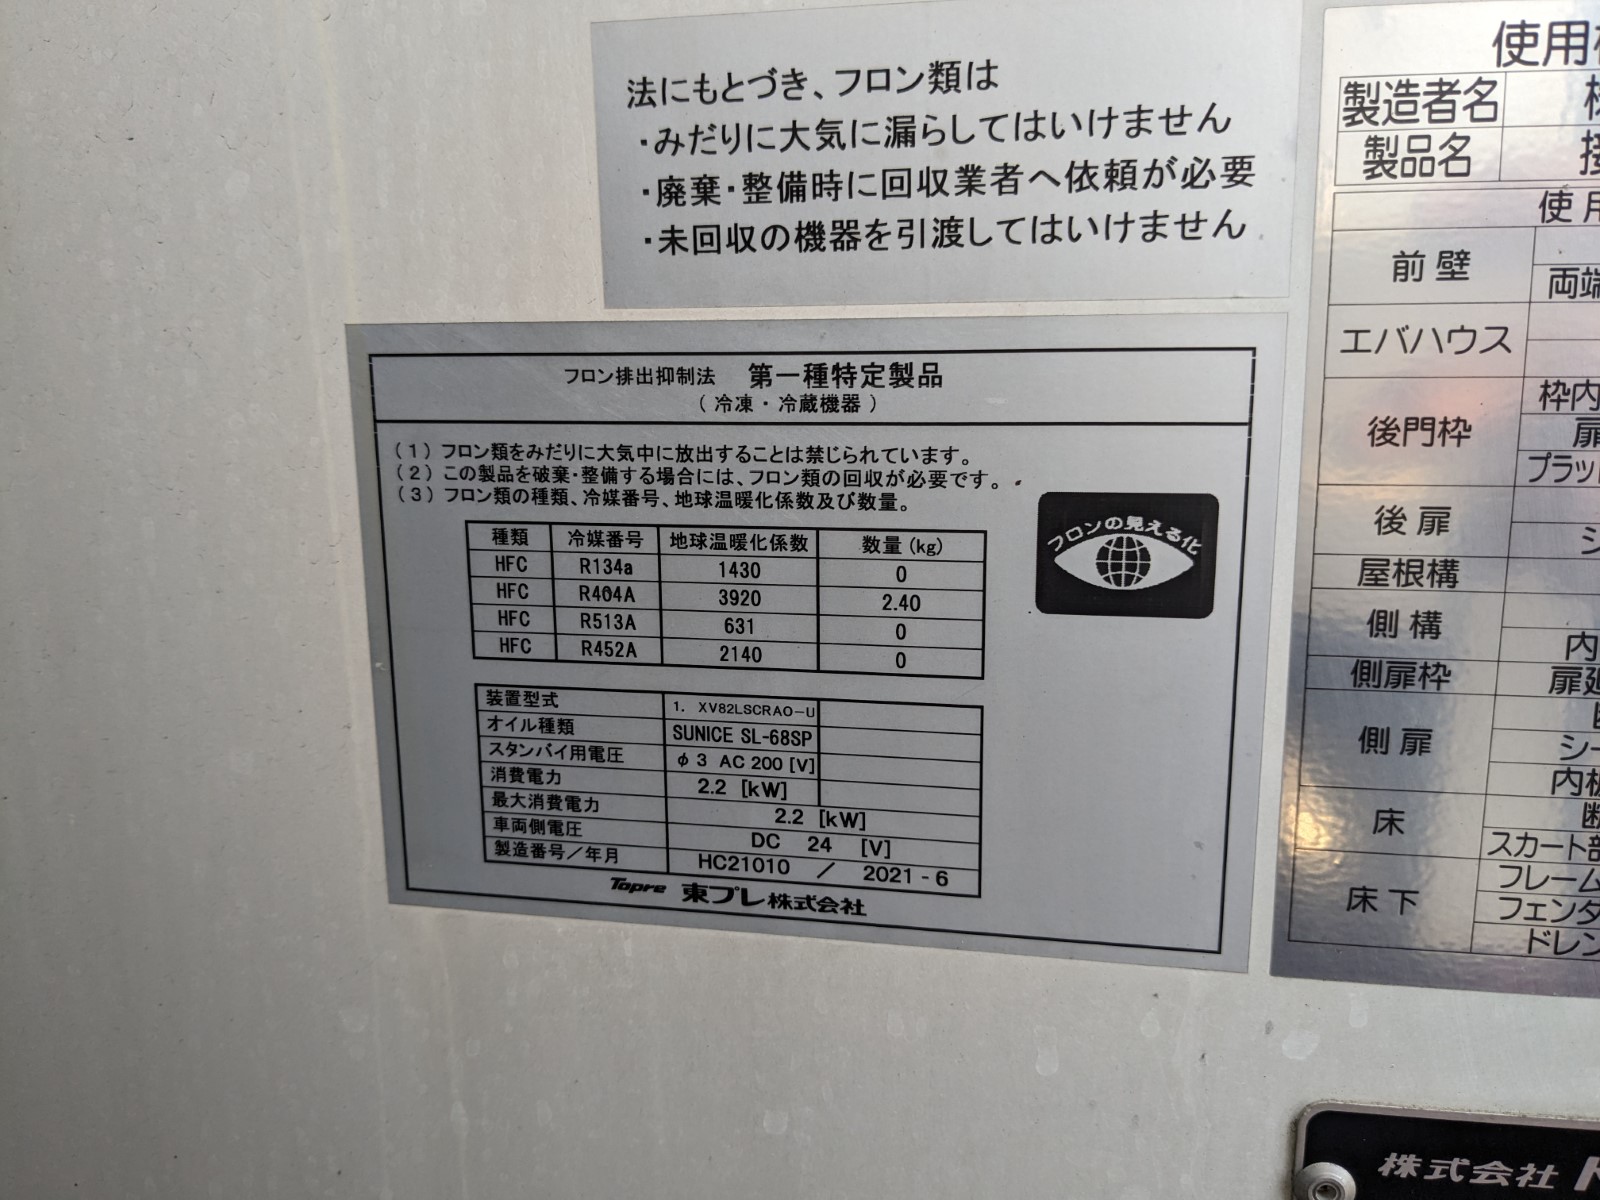 法にもとづき、フロン類は
・みだりに大気に漏らしてはいけません
・廃棄・整備時に回収業者へ依頼が必要
・未回収の機器を引渡してはいけません
フロン排出抑制法 第一種特定製品
(冷凍・冷蔵機器)
(1)フロン類をみだりに大気中に放出することは禁じられています。
(2)この製品を破棄・整備する場合には、フロン類の回収が必要です。
(3)フロン類の種類、冷媒番号、地球温暖化係数及び数量。
種類 冷媒番号 地球温暖化係数 数量(kg)
HFC R134a 1430 0
HFC R404A 3920 2.40
HFC R513A 631 0
HFC R452A 2140 0
フロンの見える化
装置型式 1. XV82LSCRAO-U
オイル種類 SUNICE SL-68SP
スタンバイ用電圧 φ3 AC 200 [V]
消費電力 2.2 [kW]
最大消費電力 2.2 [kW]
車両側電圧 DC 24 [V]
製造番号/年月 HC21010 / 2021-6
Topre 東プレ株式会社
使用
製造者名
製品名
使用
前壁
両端
エバハウス
後門枠
枠内
扉
プラッ
後扉
シ
屋根構
側構
内
側扉枠
扉
側扉
シー
内板
床
断
スカート部
床下
フレーム
フェンダ
ドレン
株式会社